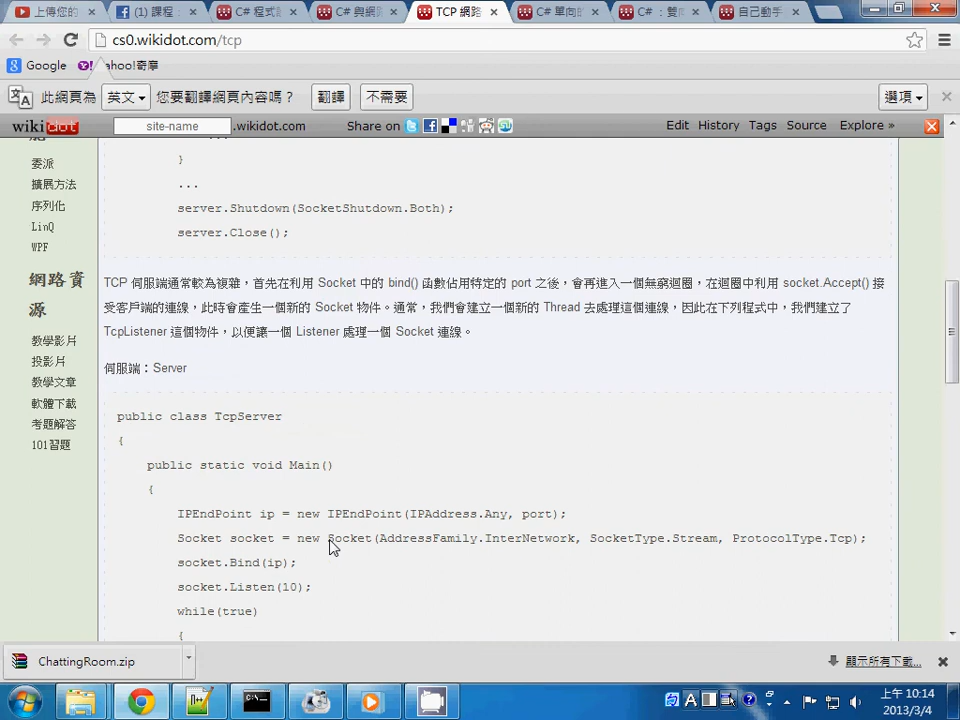 上傳您的
(1) 課程
C# 程式
C# 與網
TCP 網路
C# 單向的
C# ：雙
自己動手
cs0.wikidot.com/tcp
Google
Y! ahoo!奇摩
此網頁為
英文
您要翻譯網頁內容嗎？
翻譯
不需要
選項
wikidot
site-name
.wikidot.com
Share on
Edit
History
Tags
Source
Explore »
委派
擴展方法
序列化
LinQ
WPF
網路資
源
教學影片
投影片
教學文章
軟體下載
考題解答
101習題
}
...
server.Shutdown(SocketShutdown.Both);
server.Close();
TCP 伺服端通常較為複雜，首先在利用 Socket 中的 bind() 函數佔用特定的 port 之後，會再進入一個無窮迴圈，在迴圈中利用 socket.Accept() 接
受客戶端的連線，此時會產生一個新的 Socket 物件。通常，我們會建立一個新的 Thread 去處理這個連線，因此在下列程式中，我們建立了
TcpListener 這個物件，以便讓一個 Listener 處理一個 Socket 連線。
伺服端：Server
public class TcpServer
{
public static void Main()
{
IPEndPoint ip = new IPEndPoint(IPAddress.Any, port);
Socket socket = new Socket(AddressFamily.InterNetwork, SocketType.Stream, ProtocolType.Tcp);
socket.Bind(ip);
socket.Listen(10);
while(true)
{
ChattingRoom.zip
顯示所有下載...
上午 10:14
2013/3/4